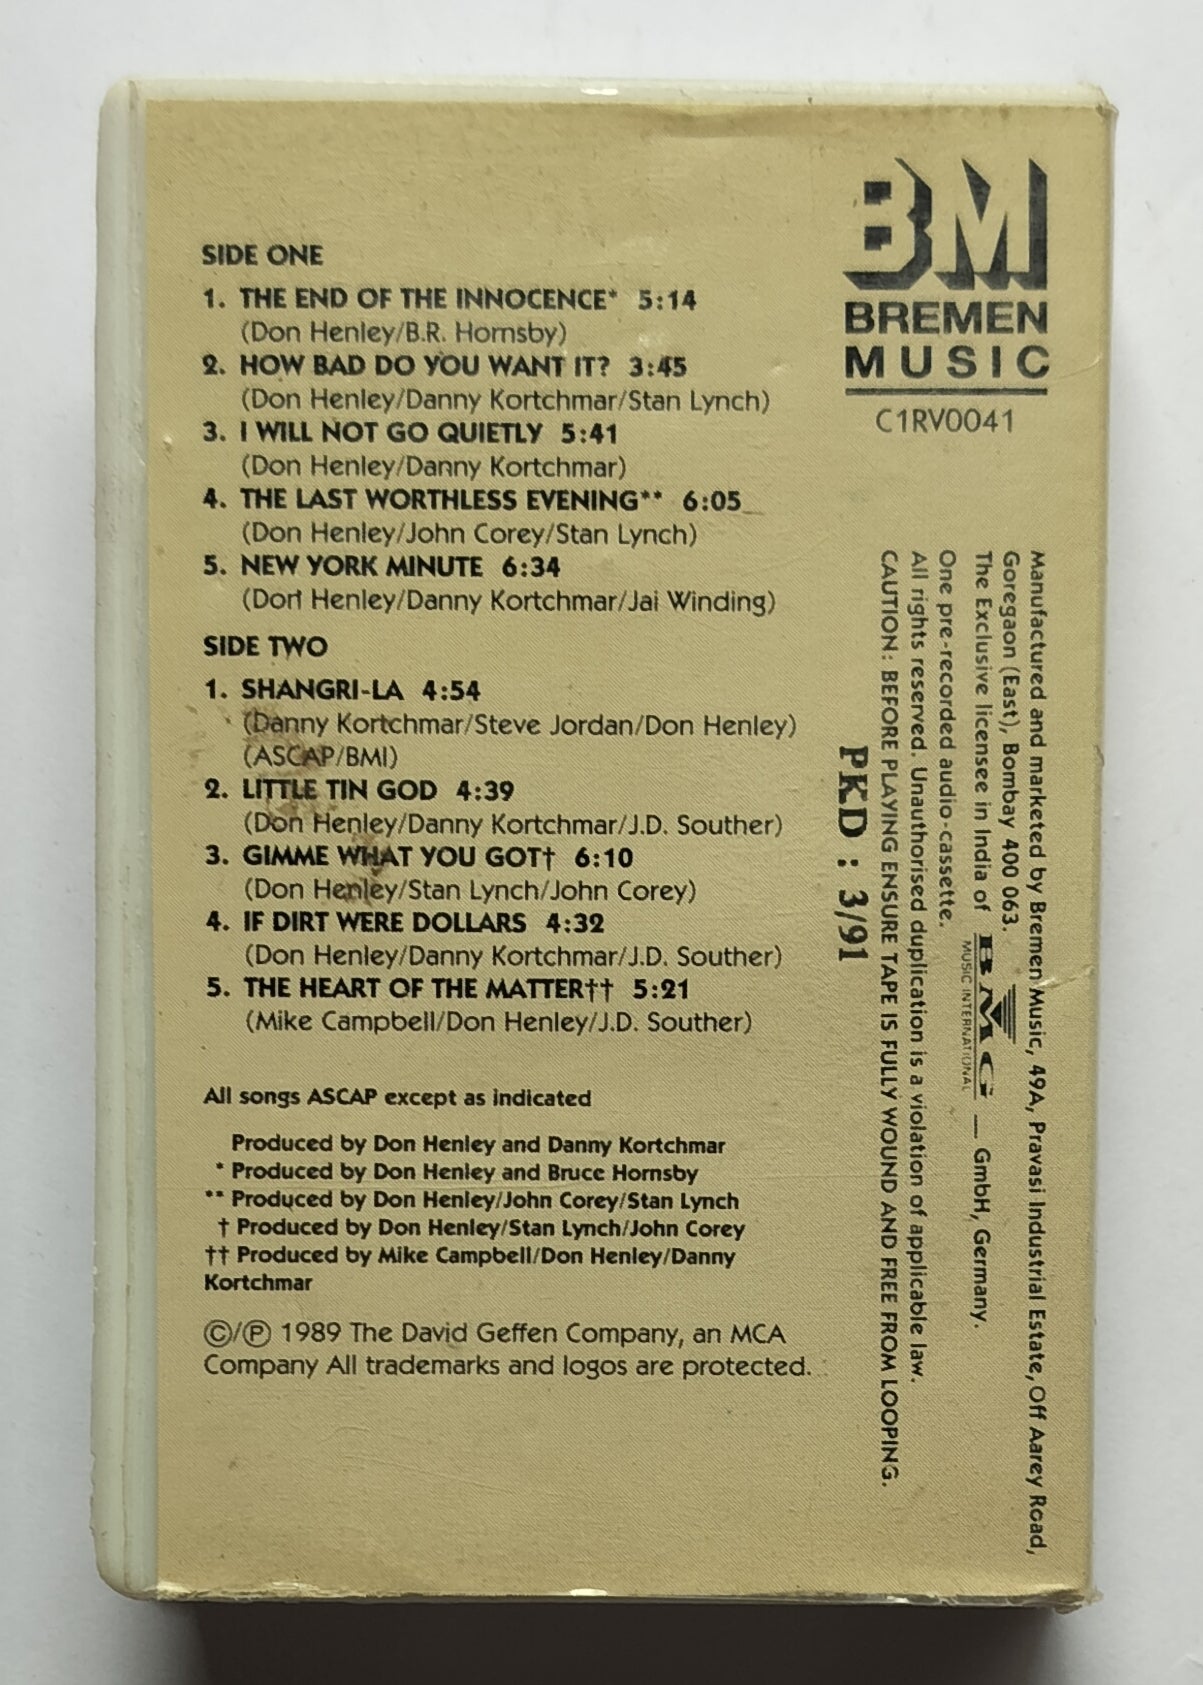 SIDE ONE
1. THE END OF THE INNOCENCE* 5:14
(Don Henley/B.R. Hornsby)
2. HOW BAD DO YOU WANT IT? 3:45
(Don Henley/Danny Kortchmar/Stan Lynch)
3. I WILL NOT GO QUIETLY 5:41
(Don Henley/Danny Kortchmar)
4. THE LAST WORTHLESS EVENING** 6:05
(Don Henley/John Corey/Stan Lynch)
5. NEW YORK MINUTE 6:34
(Don Henley/Danny Kortchmar/Jai Winding)
SIDE TWO
1. SHANGRI-LA 4:54
(Danny Kortchmar/Steve Jordan/Don Henley)
(ASCAP/BMI)
2. LITTLE TIN GOD 4:39
(Don Henley/Danny Kortchmar/J.D. Souther)
3. GIMME WHAT YOU GOT† 6:10
(Don Henley/Stan Lynch/John Corey)
4. IF DIRT WERE DOLLARS 4:32
(Don Henley/Danny Kortchmar/J.D. Souther)
5. THE HEART OF THE MATTER†† 5:21
(Mike Campbell/Don Henley/J.D. Souther)
All songs ASCAP except as indicated
Produced by Don Henley and Danny Kortchmar
* Produced by Don Henley and Bruce Hornsby
** Produced by Don Henley/John Corey/Stan Lynch
† Produced by Don Henley/Stan Lynch/John Corey
†† Produced by Mike Campbell/Don Henley/Danny
Kortchmar
©/℗ 1989 The David Geffen Company, an MCA
Company All trademarks and logos are protected.
BM
BREMEN
MUSIC
C1RV0041
Manufactured and marketed by Bremen Music, 49A, Pravasi Industrial Estate, Off Aarey Road,
Goregaon (East), Bombay 400 063.
The Exclusive licensee in India of BMG MUSIC INTERNATIONAL — GmbH, Germany.
One pre-recorded audio-cassette.
All rights reserved. Unauthorised duplication is a violation of applicable law.
CAUTION: BEFORE PLAYING ENSURE TAPE IS FULLY WOUND AND FREE FROM LOOPING.
PKD : 3/91